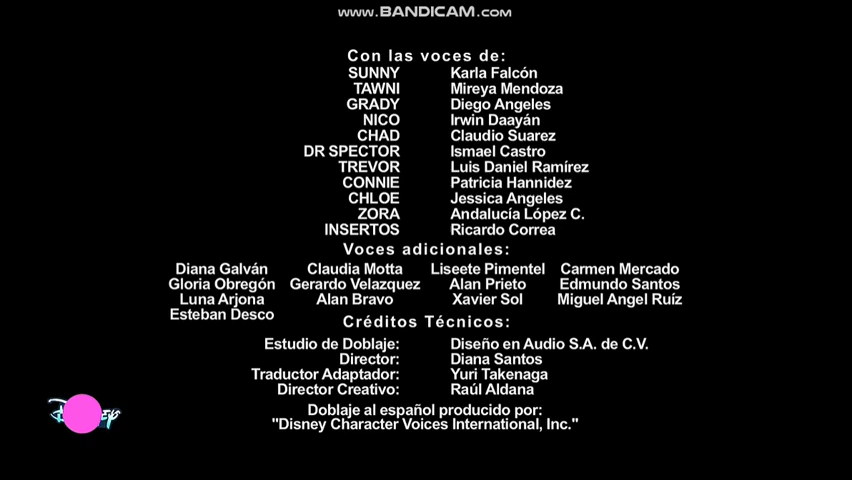 www.BANDICAM.com
Con las voces de:
SUNNY Karla Falcón
TAWNI Mireya Mendoza
GRADY Diego Angeles
NICO Irwin Daayán
CHAD Claudio Suarez
DR SPECTOR Ismael Castro
TREVOR Luis Daniel Ramírez
CONNIE Patricia Hannidez
CHLOE Jessica Angeles
ZORA Andalucía López C.
INSERTOS Ricardo Correa
Voces adicionales:
Diana Galván Claudia Motta Liseete Pimentel Carmen Mercado
Gloria Obregón Gerardo Velazquez Alan Prieto Edmundo Santos
Luna Arjona Alan Bravo Xavier Sol Miguel Angel Ruíz
Esteban Desco
Créditos Técnicos:
Estudio de Doblaje: Diseño en Audio S.A. de C.V.
Director: Diana Santos
Traductor Adaptador: Yuri Takenaga
Director Creativo: Raúl Aldana
Doblaje al español producido por:
"Disney Character Voices International, Inc."